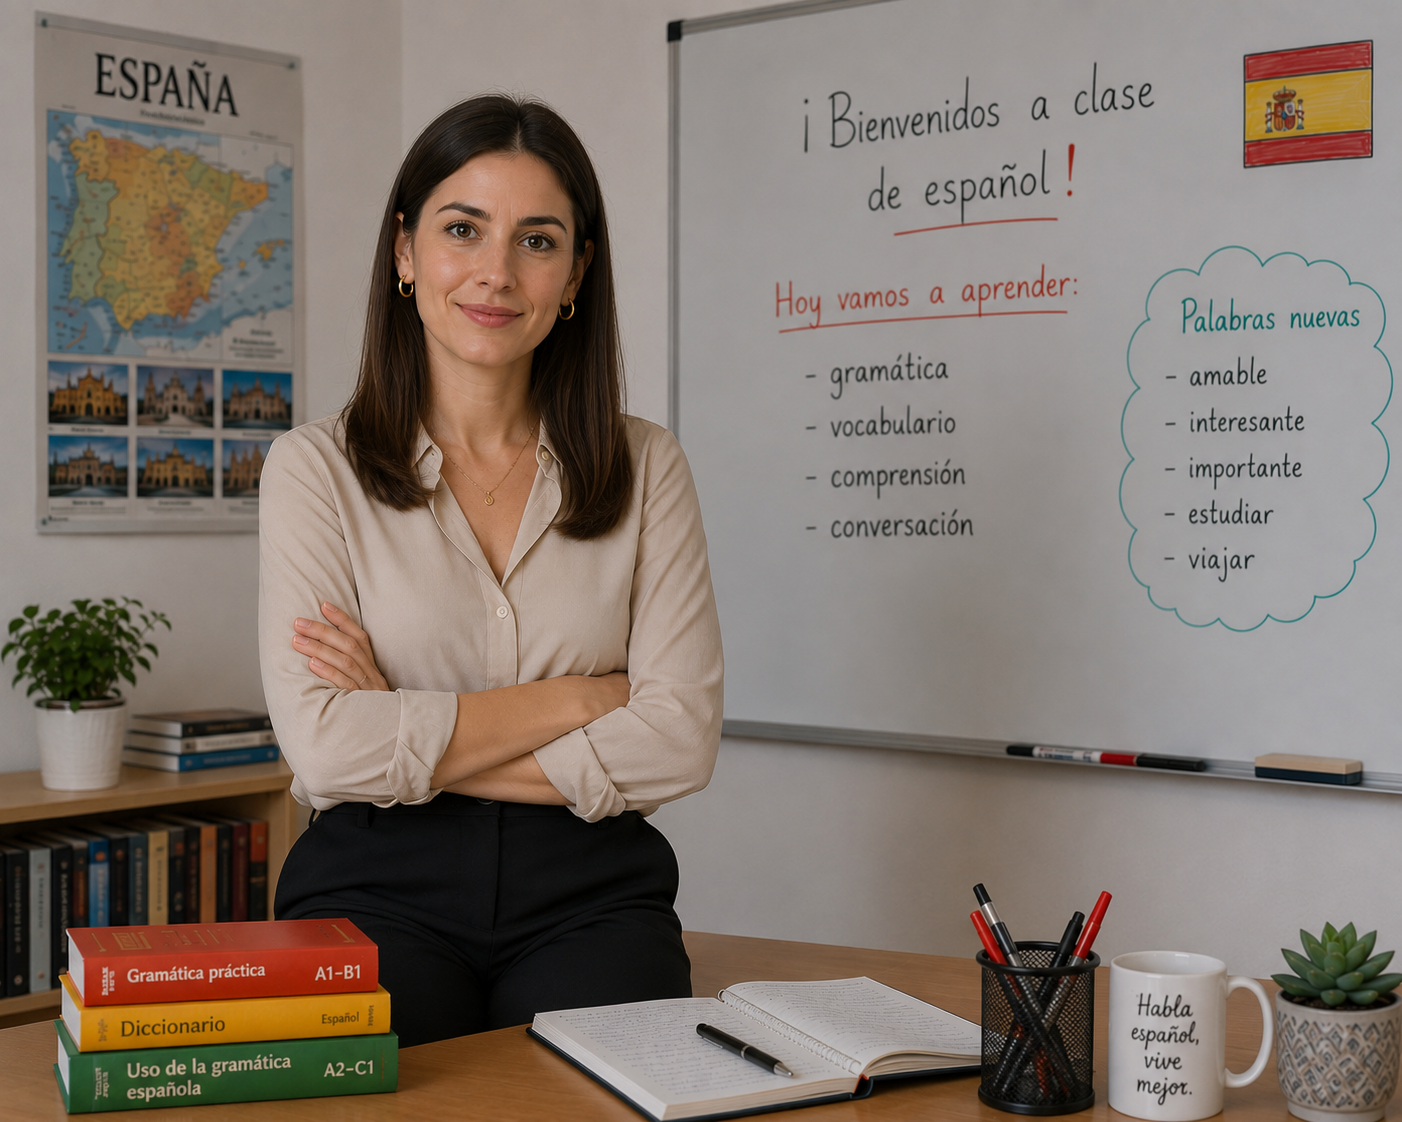 ESPAÑA
¡Bienvenidos a clase
de español!
Hoy vamos a aprender:
- gramática
- vocabulario
- comprensión
- conversación
Palabras nuevas
- amable
- interesante
- importante
- estudiar
- viajar
Gramática práctica A1-B1
Diccionario Español
Uso de la gramática
española A2-C1
Habla
español,
vive
mejor.